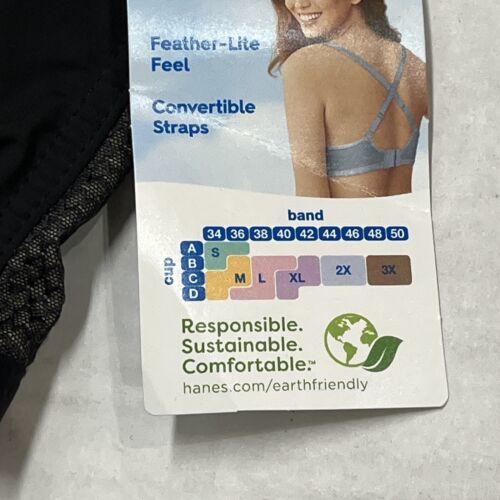 Feather-Lite
Feel
Convertible
Straps
band
34 36 38 40 42 44 46 48 50
cup
A
B
C
D
S
M L XL 2X 3X
Responsible.
Sustainable.
Comfortable.™
hanes.com/earthfriendly